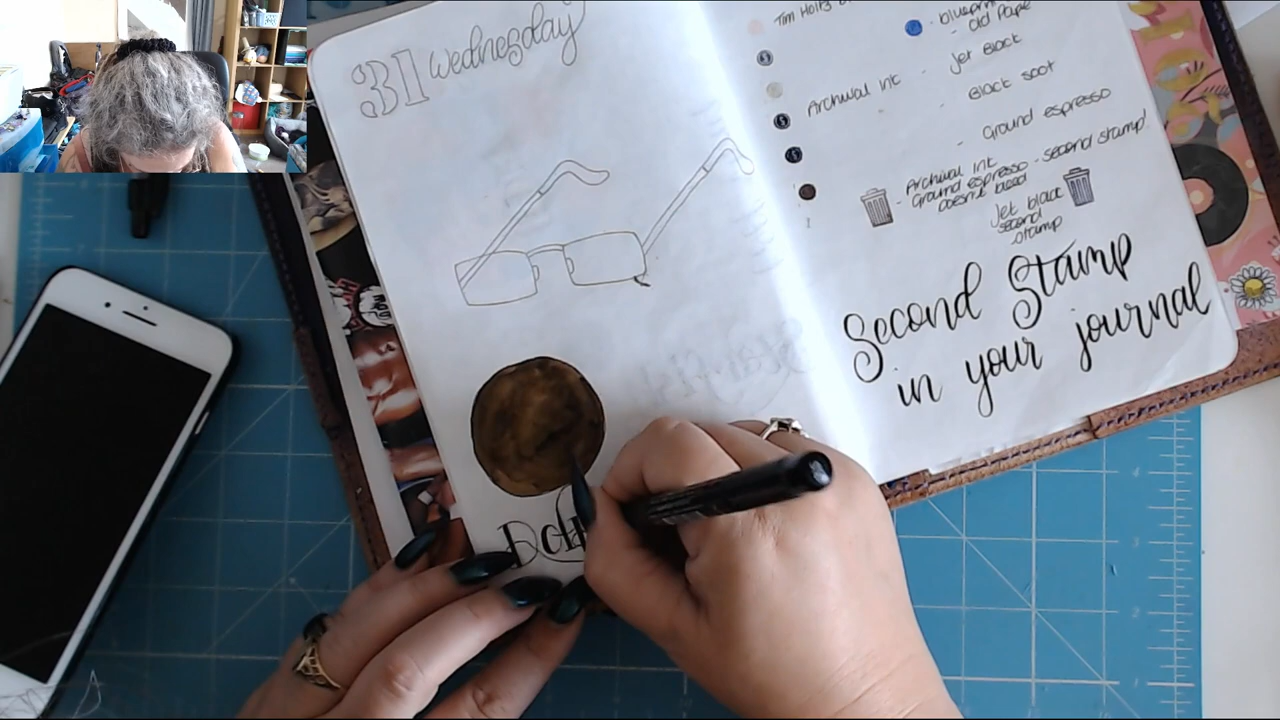 31 Wednesday
Tim Holtz
- blueprint
- Old Paper
Archival Ink - Jet Black
- Black Soot
- Ground espresso
Archival Ink
- Ground espresso - second stamp!
Doesn't bleed
Jet black
second
stamp
Second Stamp
in your journal